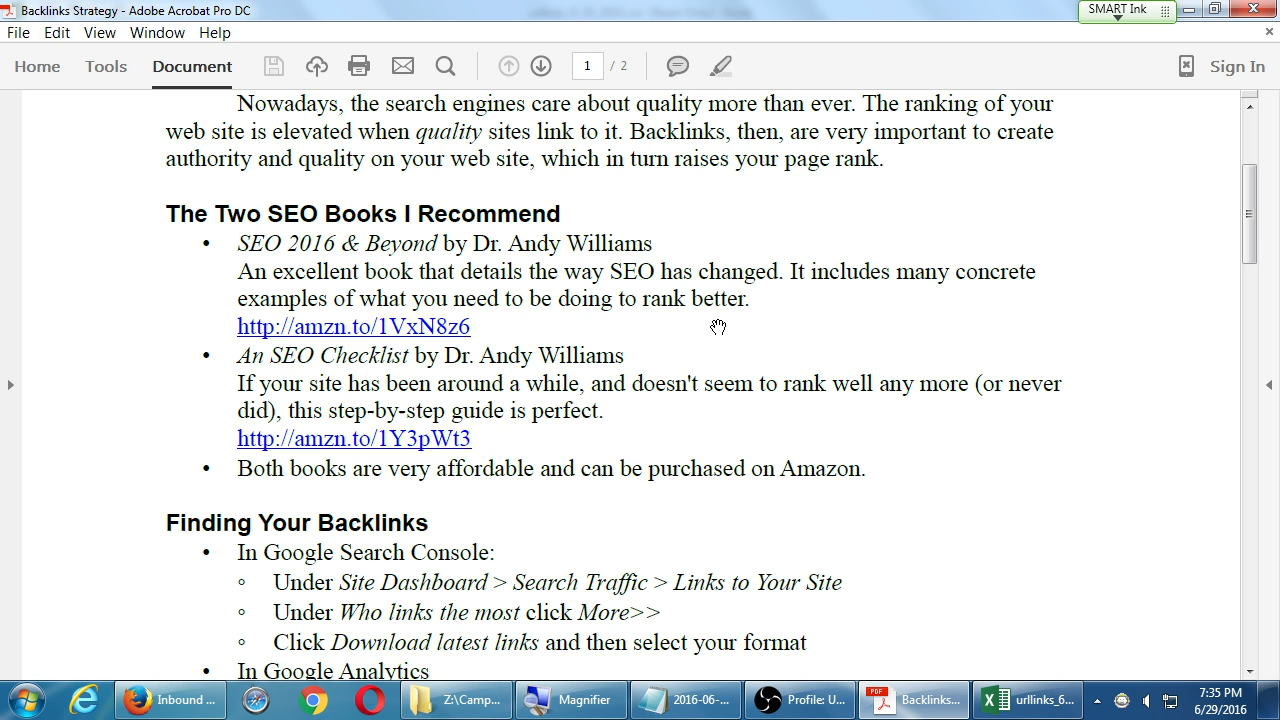 Backlinks Strategy - Adobe Acrobat Pro DC
SMART Ink
File Edit View Window Help
Home Tools Document 1 / 2 Sign In
Nowadays, the search engines care about quality more than ever. The ranking of your
web site is elevated when quality sites link to it. Backlinks, then, are very important to create
authority and quality on your web site, which in turn raises your page rank.
The Two SEO Books I Recommend
• SEO 2016 & Beyond by Dr. Andy Williams
An excellent book that details the way SEO has changed. It includes many concrete
examples of what you need to be doing to rank better.
http://amzn.to/1VxN8z6
• An SEO Checklist by Dr. Andy Williams
If your site has been around a while, and doesn't seem to rank well any more (or never
did), this step-by-step guide is perfect.
http://amzn.to/1Y3pWt3
• Both books are very affordable and can be purchased on Amazon.
Finding Your Backlinks
• In Google Search Console:
◦ Under Site Dashboard > Search Traffic > Links to Your Site
◦ Under Who links the most click More>>
◦ Click Download latest links and then select your format
• In Google Analytics
Inbound ... Z:\Camp... Magnifier 2016-06-... Profile: U... PDF Backlinks... urllinks_6... 7:35 PM
6/29/2016